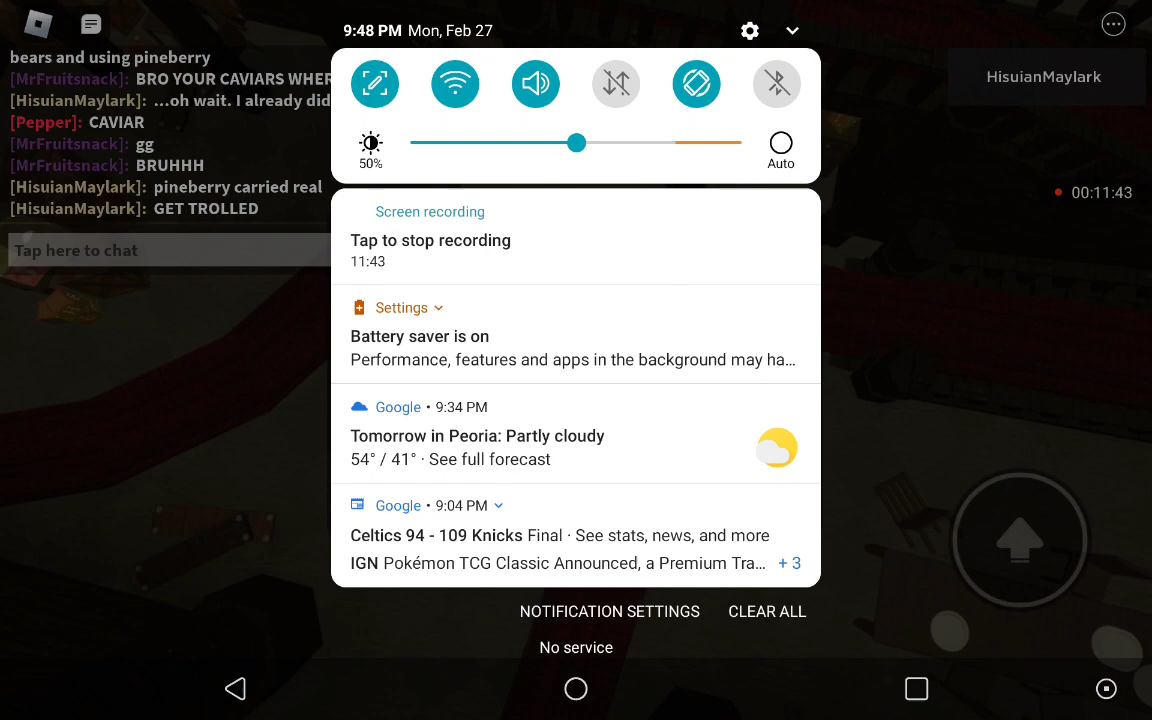 9:48 PM Mon, Feb 27
bears and using pineberry
[MrFruitsnack]: BRO YOUR CAVIARS WHER
[HisuianMaylark]: ...oh wait. I already did
[Pepper]: CAVIAR
[MrFruitsnack]: gg
[MrFruitsnack]: BRUHHH
[HisuianMaylark]: pineberry carried real
[HisuianMaylark]: GET TROLLED
Tap here to chat
50%
Auto
HisuianMaylark
00:11:43
Screen recording
Tap to stop recording
11:43
Settings
Battery saver is on
Performance, features and apps in the background may ha...
Google • 9:34 PM
Tomorrow in Peoria: Partly cloudy
54° / 41° · See full forecast
Google • 9:04 PM
Celtics 94 - 109 Knicks Final · See stats, news, and more
IGN Pokémon TCG Classic Announced, a Premium Tra... + 3
NOTIFICATION SETTINGS CLEAR ALL
No service